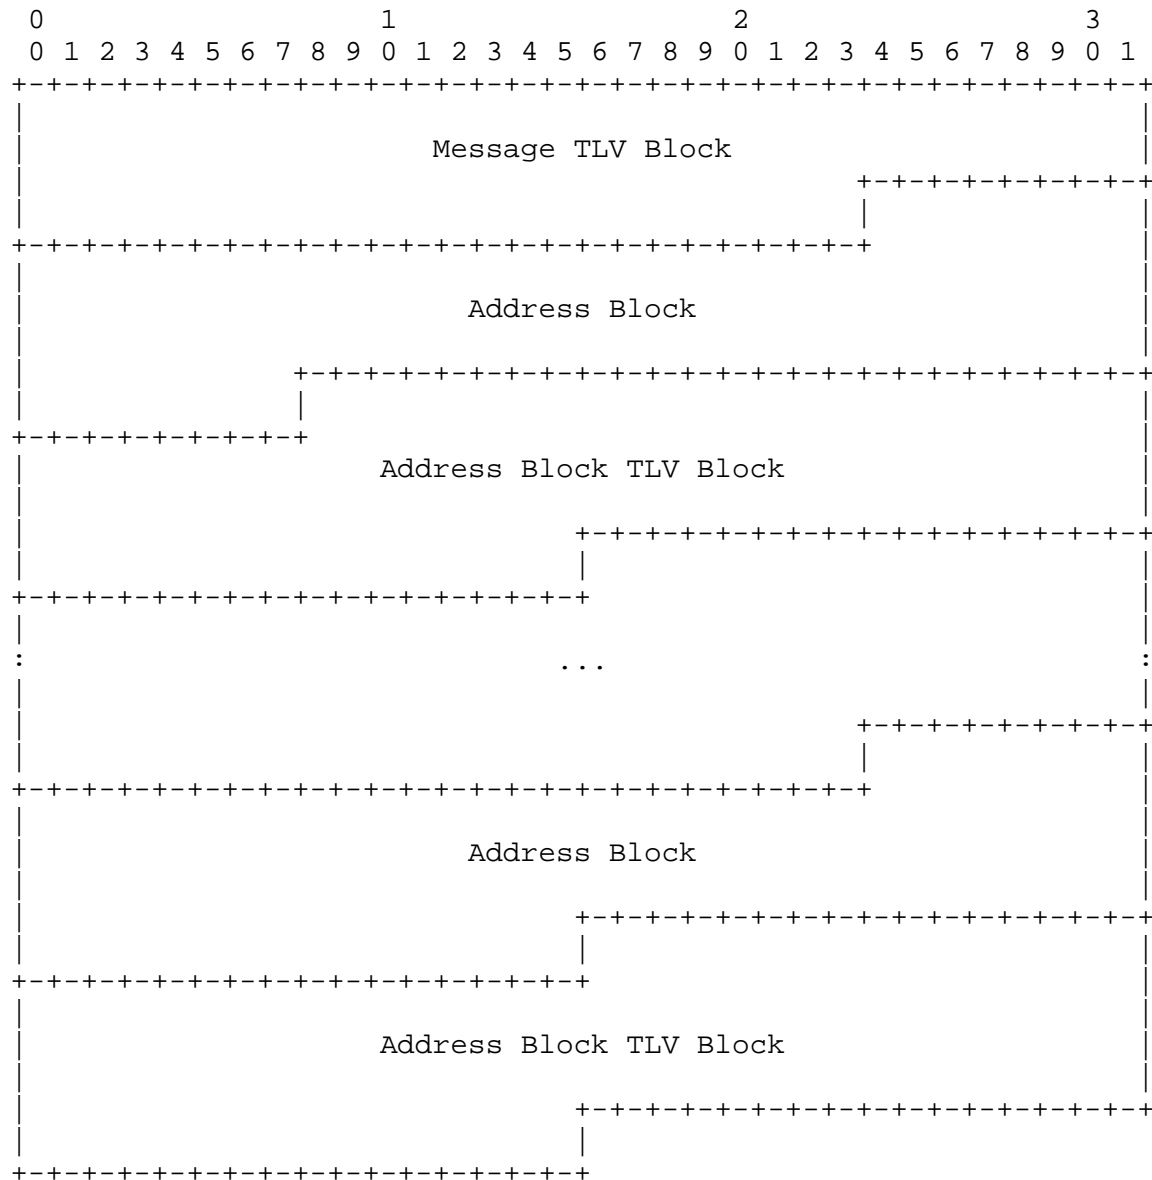 0                   1                   2                   3
0 1 2 3 4 5 6 7 8 9 0 1 2 3 4 5 6 7 8 9 0 1 2 3 4 5 6 7 8 9 0 1
Message TLV Block
Address Block
Address Block TLV Block
...
Address Block
Address Block TLV Block